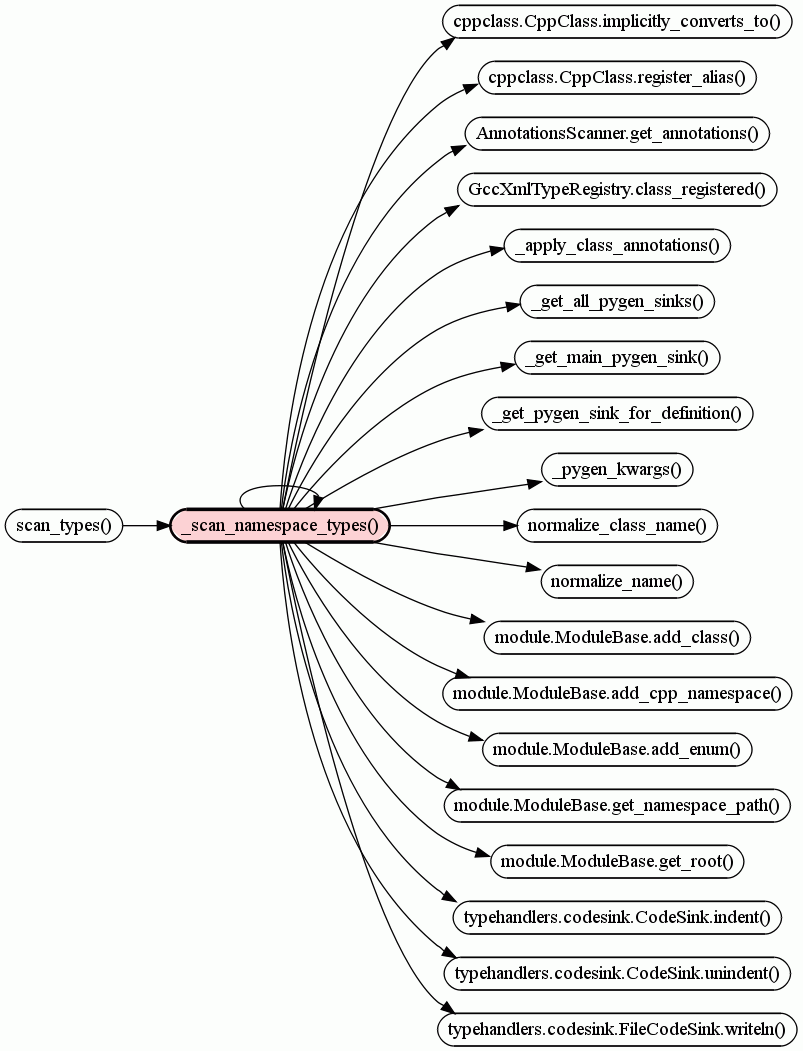 cppclass.CppClass.implicitly_converts_to()
cppclass.CppClass.register_alias()
AnnotationsScanner.get_annotations()
GccXmlTypeRegistry.class_registered()
_apply_class_annotations()
_get_all_pygen_sinks()
_get_main_pygen_sink()
_get_pygen_sink_for_definition()
_pygen_kwargs()
scan_types()
_scan_namespace_types()
normalize_class_name()
normalize_name()
module.ModuleBase.add_class()
module.ModuleBase.add_cpp_namespace()
module.ModuleBase.add_enum()
module.ModuleBase.get_namespace_path()
module.ModuleBase.get_root()
typehandlers.codesink.CodeSink.indent()
typehandlers.codesink.CodeSink.unindent()
typehandlers.codesink.FileCodeSink.writeln()